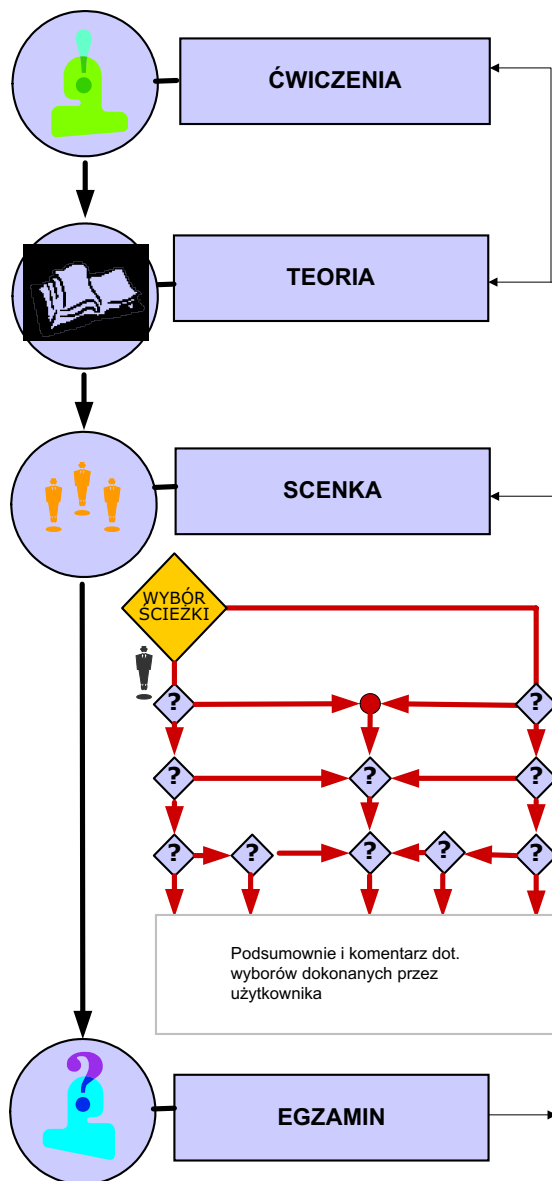 ĆWICZENIA
TEORIA
SCENKA
WYBÓR
ŚCIEŻKI
? ?
? ? ?
? ? ? ? ?
Podsumownie i komentarz dot.
wyborów dokonanych przez
użytkownika
EGZAMIN